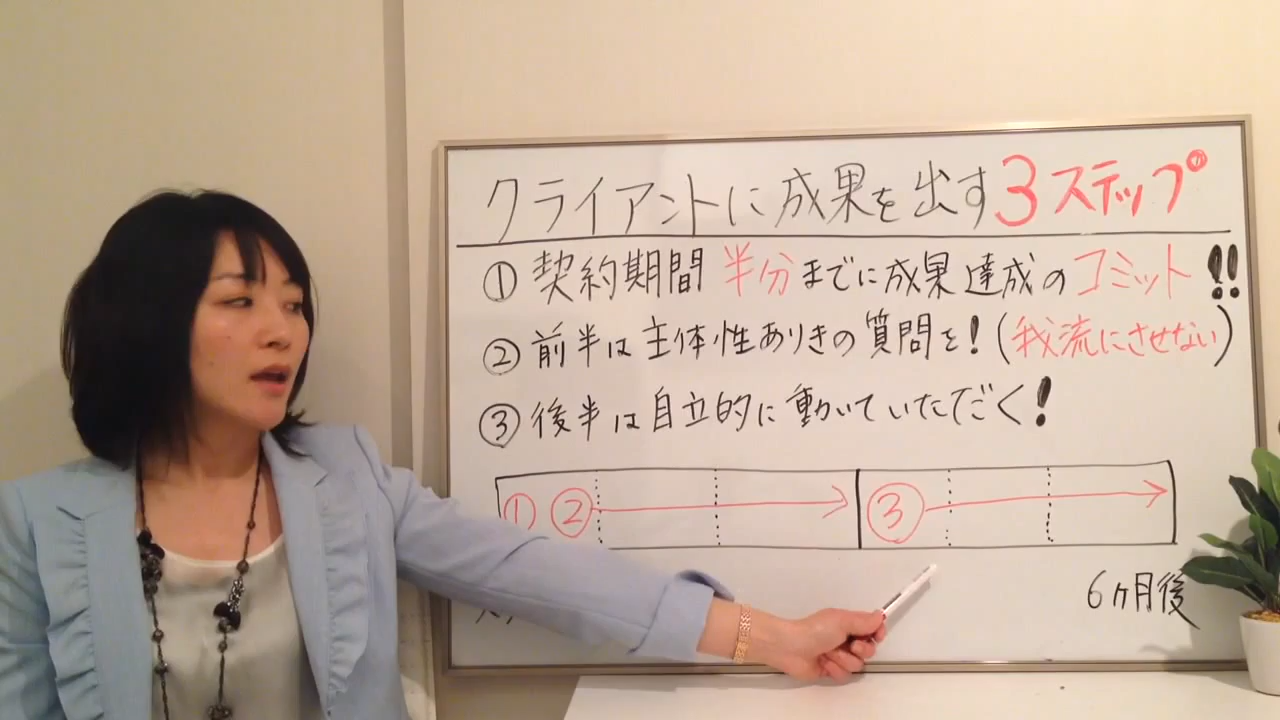 クライアントに成果を出す3ステップ
① 契約期間 半分までに成果達成のコミット!!
② 前半は主体性ありきの質問を!(我流にさせない)
③ 後半は自立的に動いていただく!
① ② ③
6ヶ月後